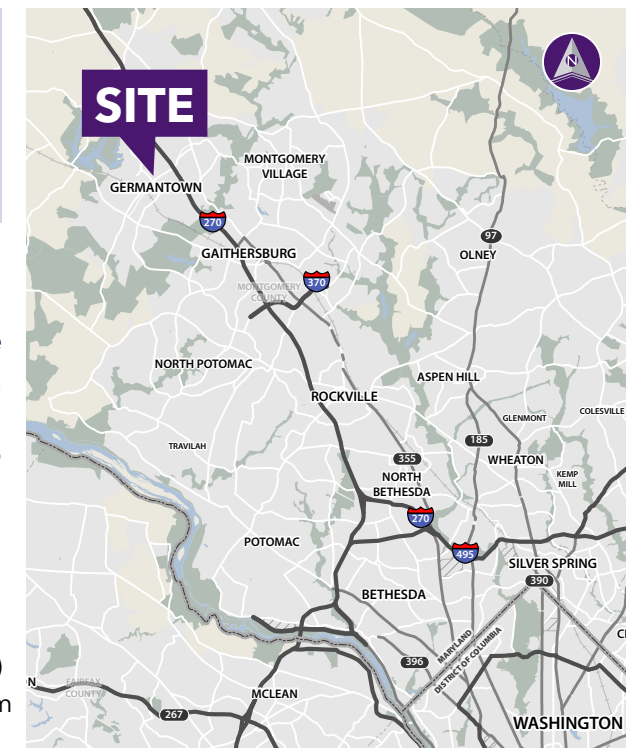 N
SITE
MONTGOMERY
VILLAGE
GERMANTOWN
270
97
GAITHERSBURG
OLNEY
370
MONTGOMERY
COUNTY
NORTH POTOMAC
ASPEN HILL
ROCKVILLE
COLESVILLE
GLENMONT
185
TRAVILAH
355
WHEATON
NORTH
BETHESDA
KEMP
MILL
270
POTOMAC
495
SILVER SPRING
390
BETHESDA
MARYLAND
DISTRICT OF COLUMBIA
396
FAIRFAX
COUNTY
MCLEAN
267
WASHINGTON